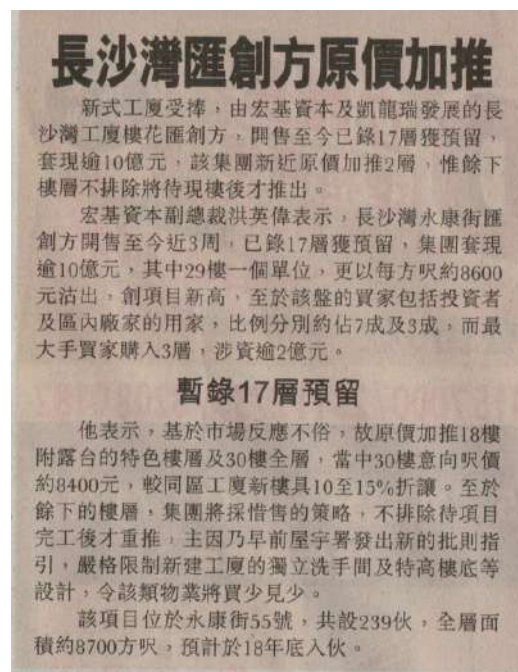 長沙灣匯創方原價加推
新式工廈受捧，由宏基資本及凱龍瑞發展的長
沙灣工廈樓花匯創方，開售至今已錄17層獲預留，
套現逾10億元，該集團新近原價加推2層，惟餘下
樓層不排除將待現樓後才推出。
宏基資本副總裁洪英偉表示，長沙灣永康街匯
創方開售至今近3周，已錄17層獲預留，集團套現
逾10億元，其中29樓一個單位，更以每方呎約8600
元沽出，創項目新高，至於該盤的買家包括投資者
及區內廠家的用家，比例分別約佔7成及3成，而最
大手買家購入3層，涉資逾2億元。
暫錄17層預留
他表示，基於市場反應不俗，故原價加推18樓
附露台的特色樓層及30樓全層，當中30樓意向呎價
約8400元，較同區工廈新樓具10至15%折讓。至於
餘下的樓層，集團將採惜售的策略，不排除待項目
完工後才重推，主因乃早前屋宇署發出新的批則指
引，嚴格限制新建工廈的獨立洗手間及特高樓底等
設計，令該類物業將買少見少。
該項目位於永康街55號，共設239伙，全層面
積約8700方呎，預計於18年底入伙。